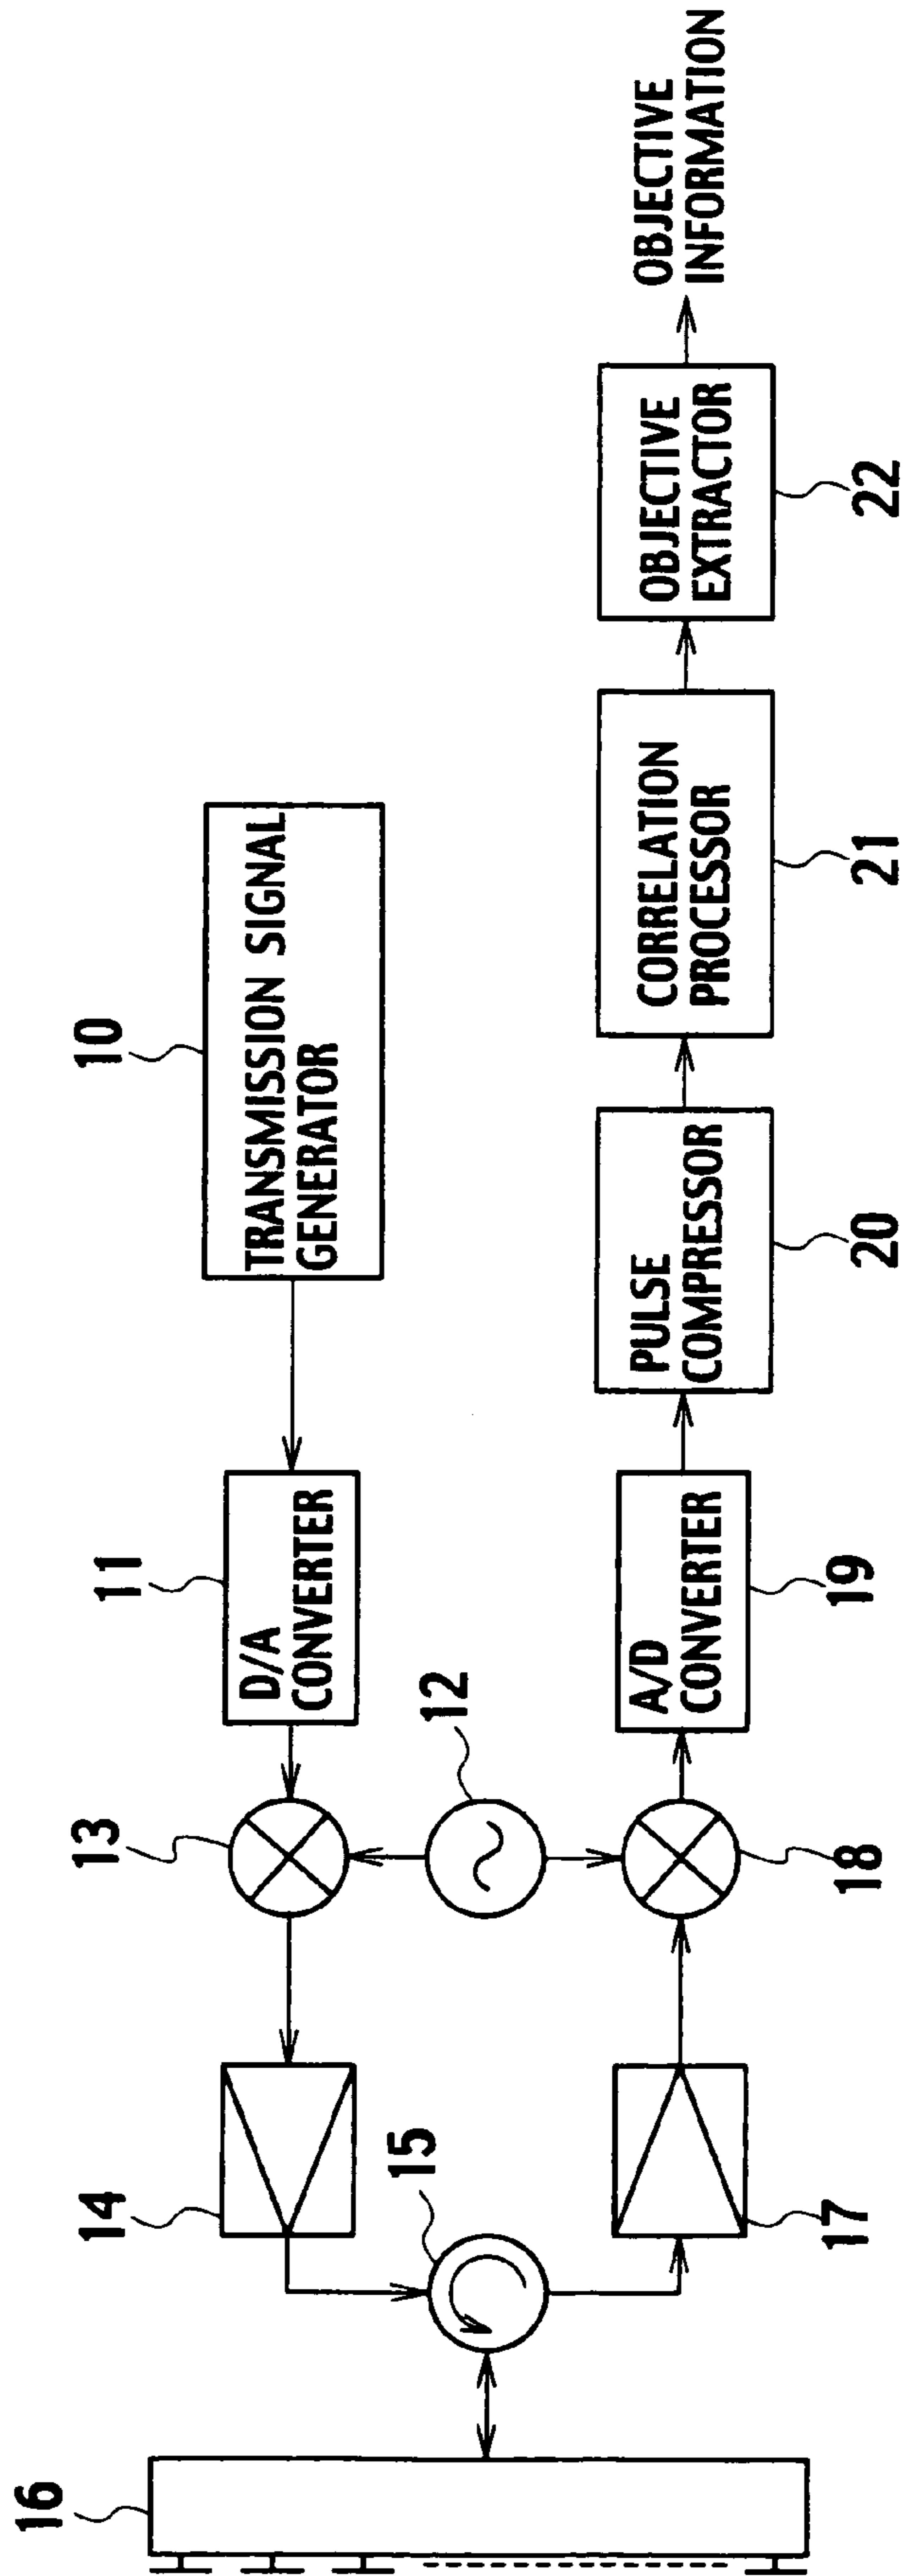 10
TRANSMISSION SIGNAL
GENERATOR
11
D/A
CONVERTER
12
13
14
15
16
17
18
A/D
CONVERTER
19
PULSE
COMPRESSOR
20
CORRELATION
PROCESSOR
21
OBJECTIVE
EXTRACTOR
22
OBJECTIVE
INFORMATION